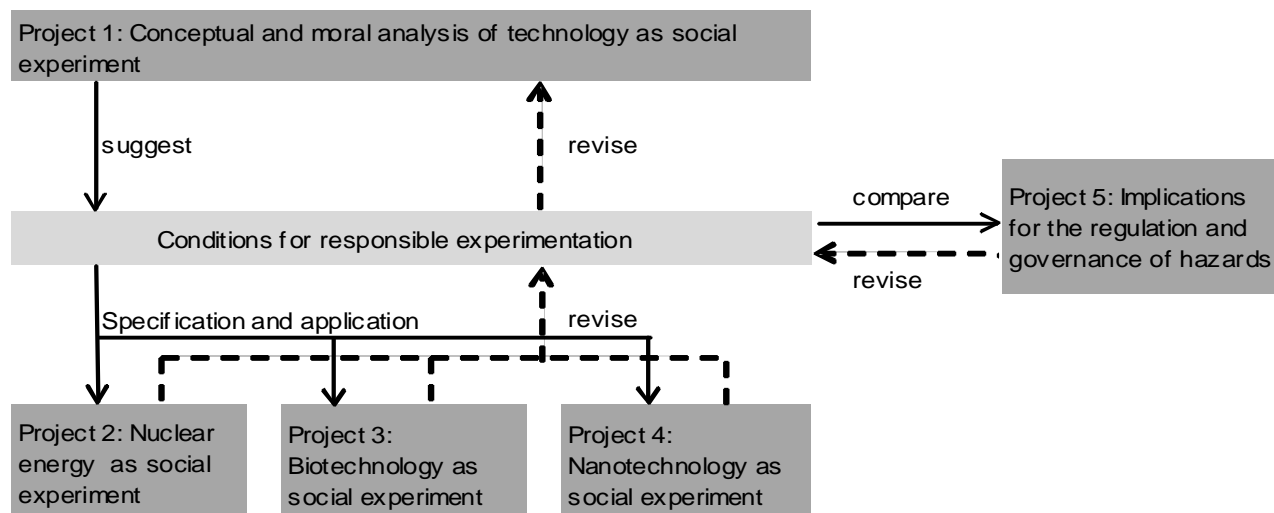 Project 1: Conceptual and moral analysis of technology as social
experiment
suggest
revise
compare
Project 5: Implications
for the regulation and
governance of hazards
Conditions for responsible experimentation
revise
Specification and application
revise
Project 2: Nuclear
energy as social
experiment
Project 3:
Biotechnology as
social experiment
Project 4:
Nanotechnology as
social experiment